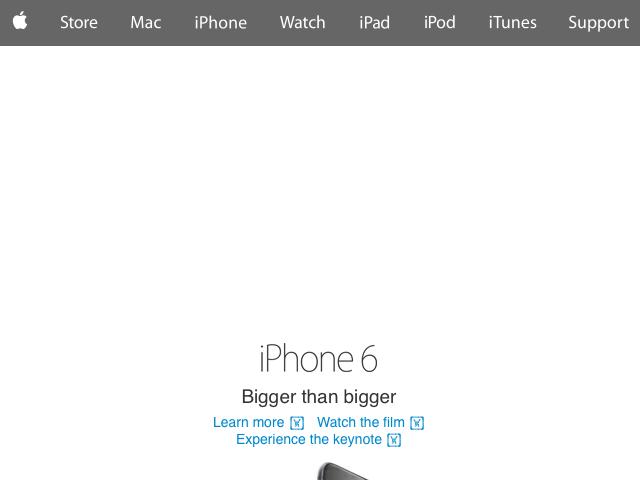 Store Mac iPhone Watch iPad iPod iTunes Support
iPhone 6
Bigger than bigger
Learn more Watch the film
Experience the keynote